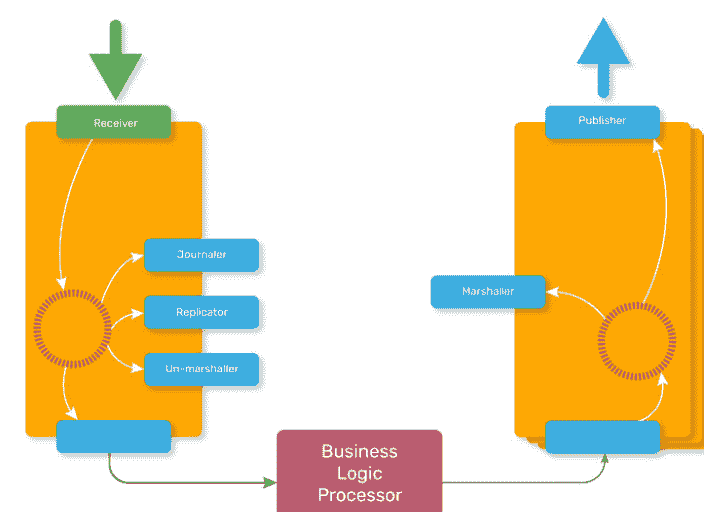 Receiver
Publisher
Journaler
Marshaller
Replicator
Un-marshaller
Business
Logic
Processor